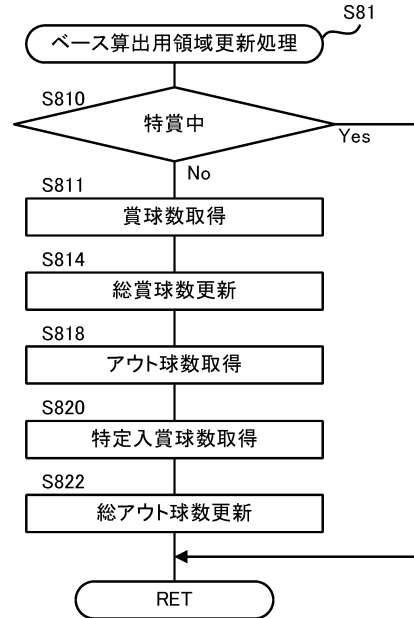 S81
ベース算出用領域更新処理
S810
特賞中
Yes
No
S811
賞球数取得
S814
総賞球数更新
S818
アウト球数取得
S820
特定入賞球数取得
S822
総アウト球数更新
RET